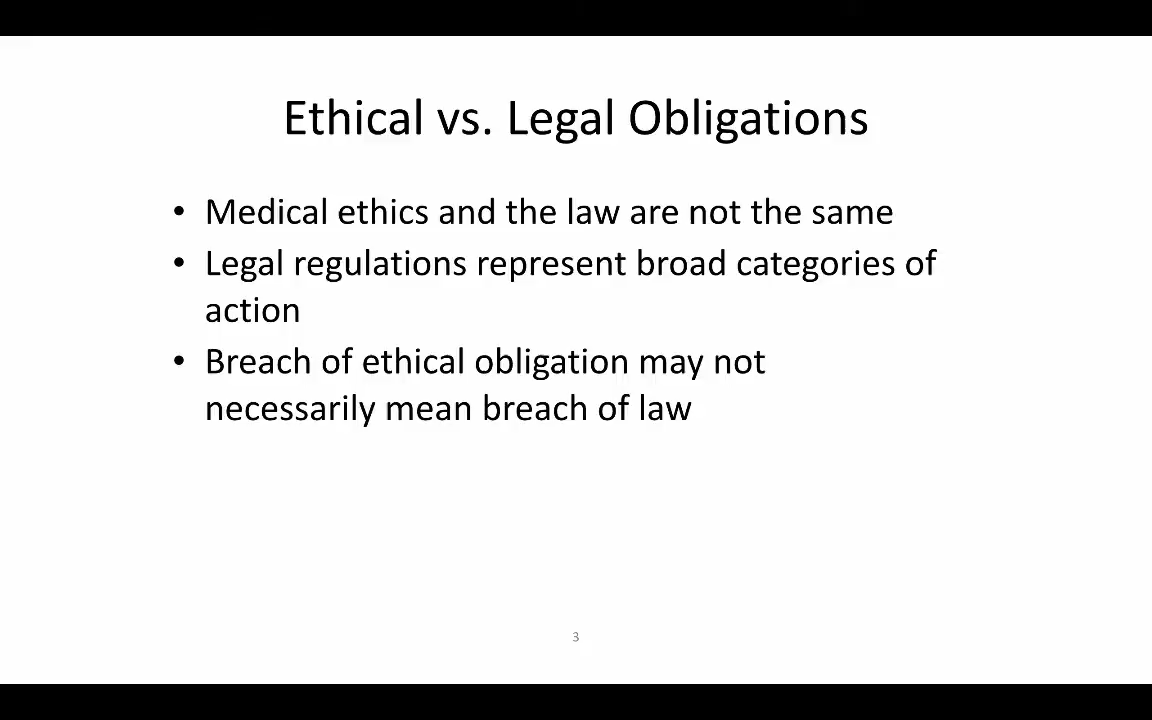 Ethical vs. Legal Obligations
• Medical ethics and the law are not the same
• Legal regulations represent broad categories of
action
• Breach of ethical obligation may not
necessarily mean breach of law
3